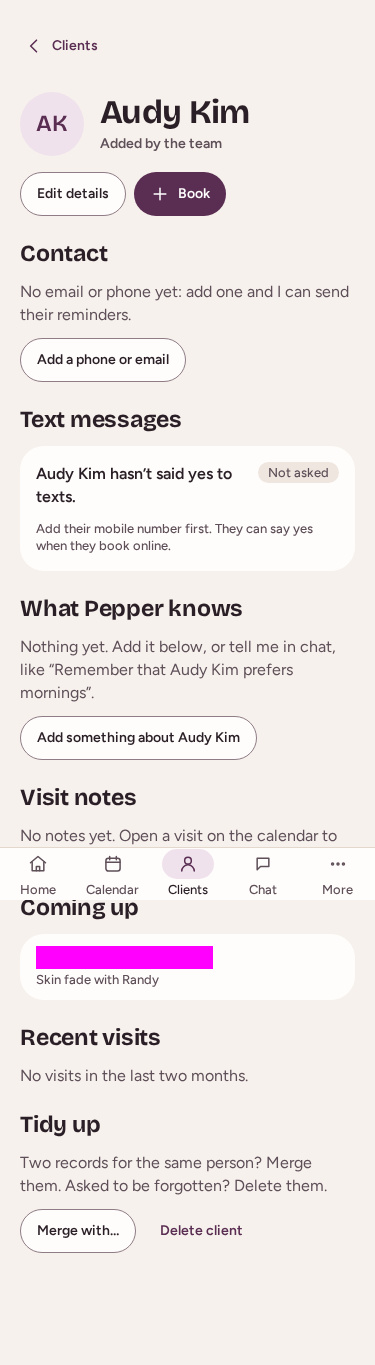 Clients
AK
Audy Kim
Added by the team
Edit details
Book
Contact
No email or phone yet: add one and I can send
their reminders.
Add a phone or email
Text messages
Audy Kim hasn’t said yes to
texts.
Not asked
Add their mobile number first. They can say yes
when they book online.
What Pepper knows
Nothing yet. Add it below, or tell me in chat,
like “Remember that Audy Kim prefers
mornings”.
Add something about Audy Kim
Visit notes
No notes yet. Open a visit on the calendar to
Home
Calendar
Clients
Chat
More
Coming up
Skin fade with Randy
Recent visits
No visits in the last two months.
Tidy up
Two records for the same person? Merge
them. Asked to be forgotten? Delete them.
Merge with…
Delete client